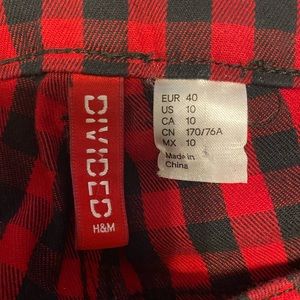 DIVIDED
H&M
EUR 40
US 10
CA 10
CN 170/76A
MX 10
Made in
China